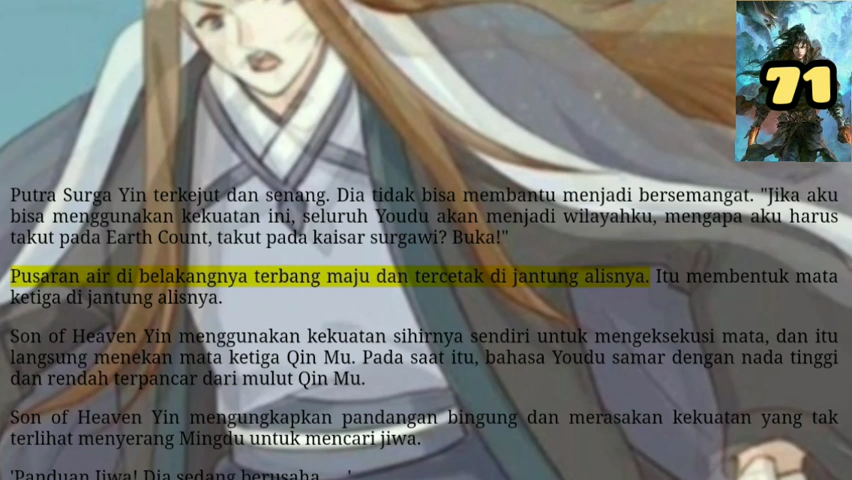 71
Putra Surga Yin terkejut dan senang. Dia tidak bisa membantu menjadi bersemangat. "Jika aku
bisa menggunakan kekuatan ini, seluruh Youdu akan menjadi wilayahku, mengapa aku harus
takut pada Earth Count, takut pada kaisar surgawi? Buka!"
Pusaran air di belakangnya terbang maju dan tercetak di jantung alisnya. Itu membentuk mata
ketiga di jantung alisnya.
Son of Heaven Yin menggunakan kekuatan sihirnya sendiri untuk mengeksekusi mata, dan itu
langsung menekan mata ketiga Qin Mu. Pada saat itu, bahasa Youdu samar dengan nada tinggi
dan rendah terpancar dari mulut Qin Mu.
Son of Heaven Yin mengungkapkan pandangan bingung dan merasakan kekuatan yang tak
terlihat menyerang Mingdu untuk mencari jiwa.
'Panduan Jiwa! Dia sedang berusaha . . . '